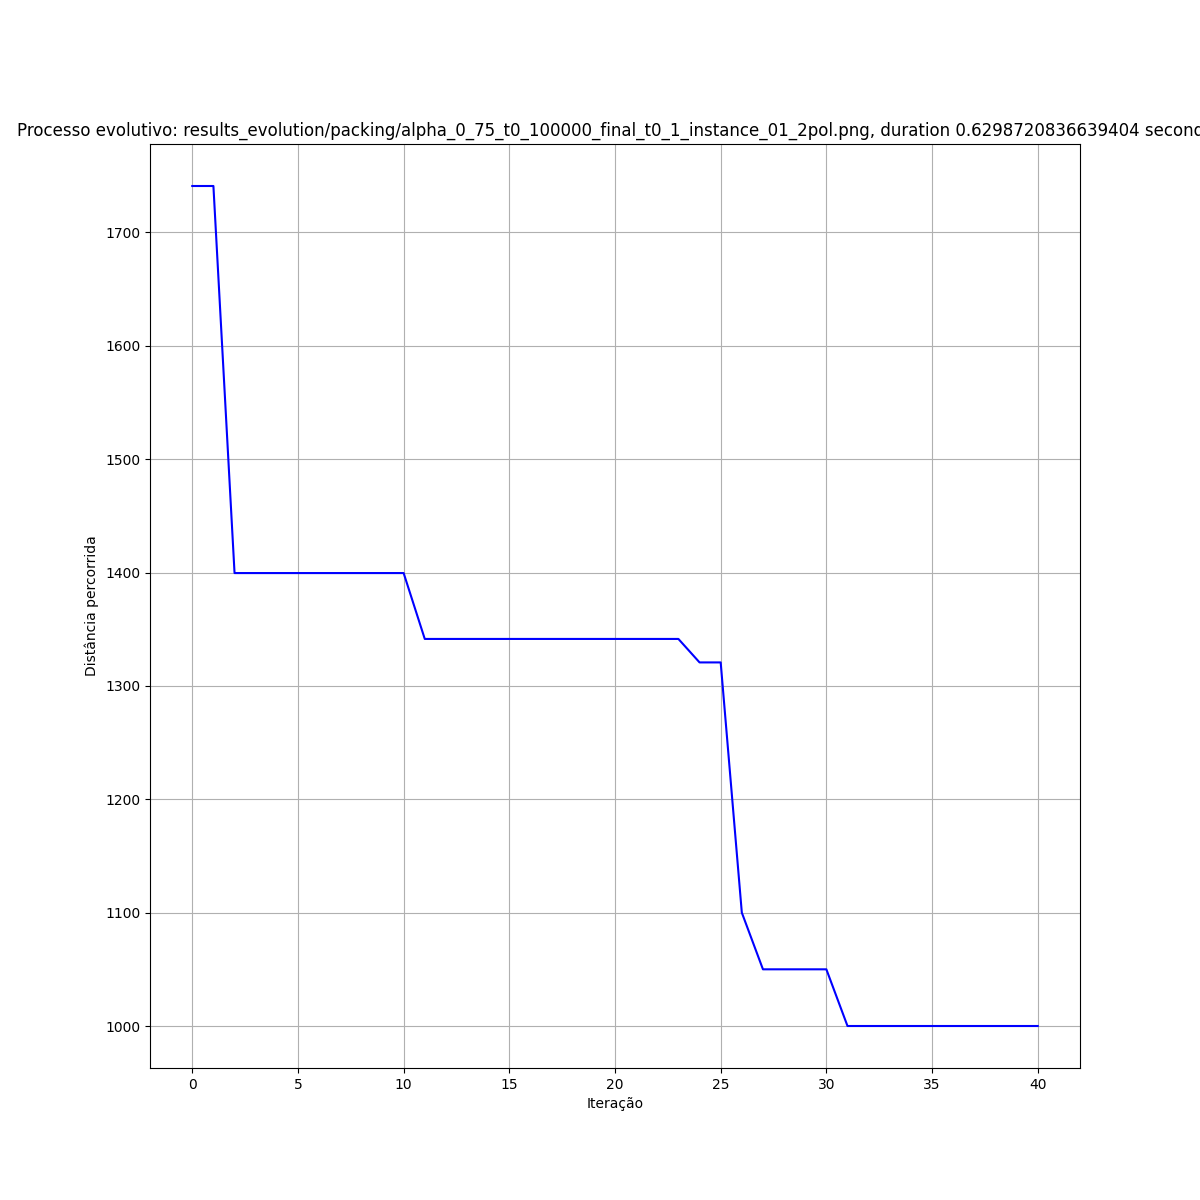 Processo evolutivo: results_evolution/packing/alpha_0_75_t0_100000_final_t0_1_instance_01_2pol.png, duration 0.6298720836639404 second
1700
1600
1500
1400
1300
1200
1100
1000
Distância percorrida
0 5 10 15 20 25 30 35 40
Iteração